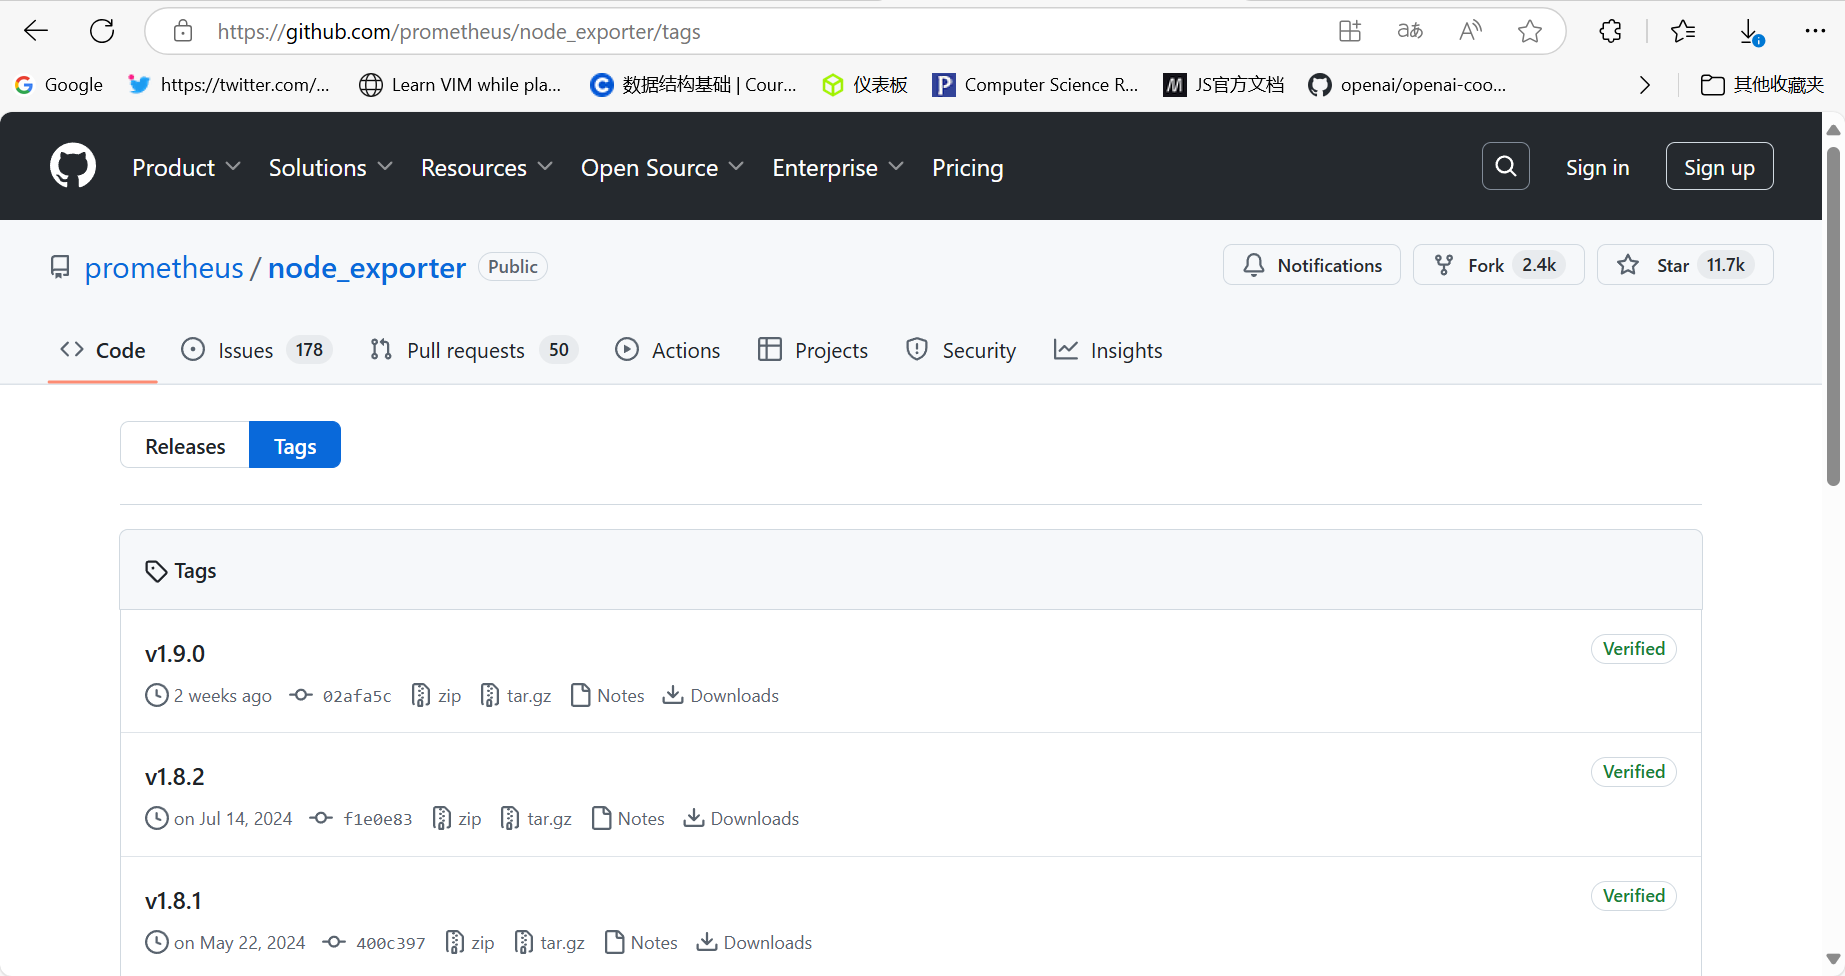 https://github.com/prometheus/node_exporter/tags
Google https://twitter.com/... Learn VIM while pla... 数据结构基础 | Cour... 仪表板 Computer Science R... JS官方文档 openai/openai-coo... 其他收藏夹
Product Solutions Resources Open Source Enterprise Pricing Sign in Sign up
prometheus / node_exporter Public Notifications Fork 2.4k Star 11.7k
Code Issues 178 Pull requests 50 Actions Projects Security Insights
Releases Tags
Tags
v1.9.0 Verified
2 weeks ago 02afa5c zip tar.gz Notes Downloads
v1.8.2 Verified
on Jul 14, 2024 f1e0e83 zip tar.gz Notes Downloads
v1.8.1 Verified
on May 22, 2024 400c397 zip tar.gz Notes Downloads